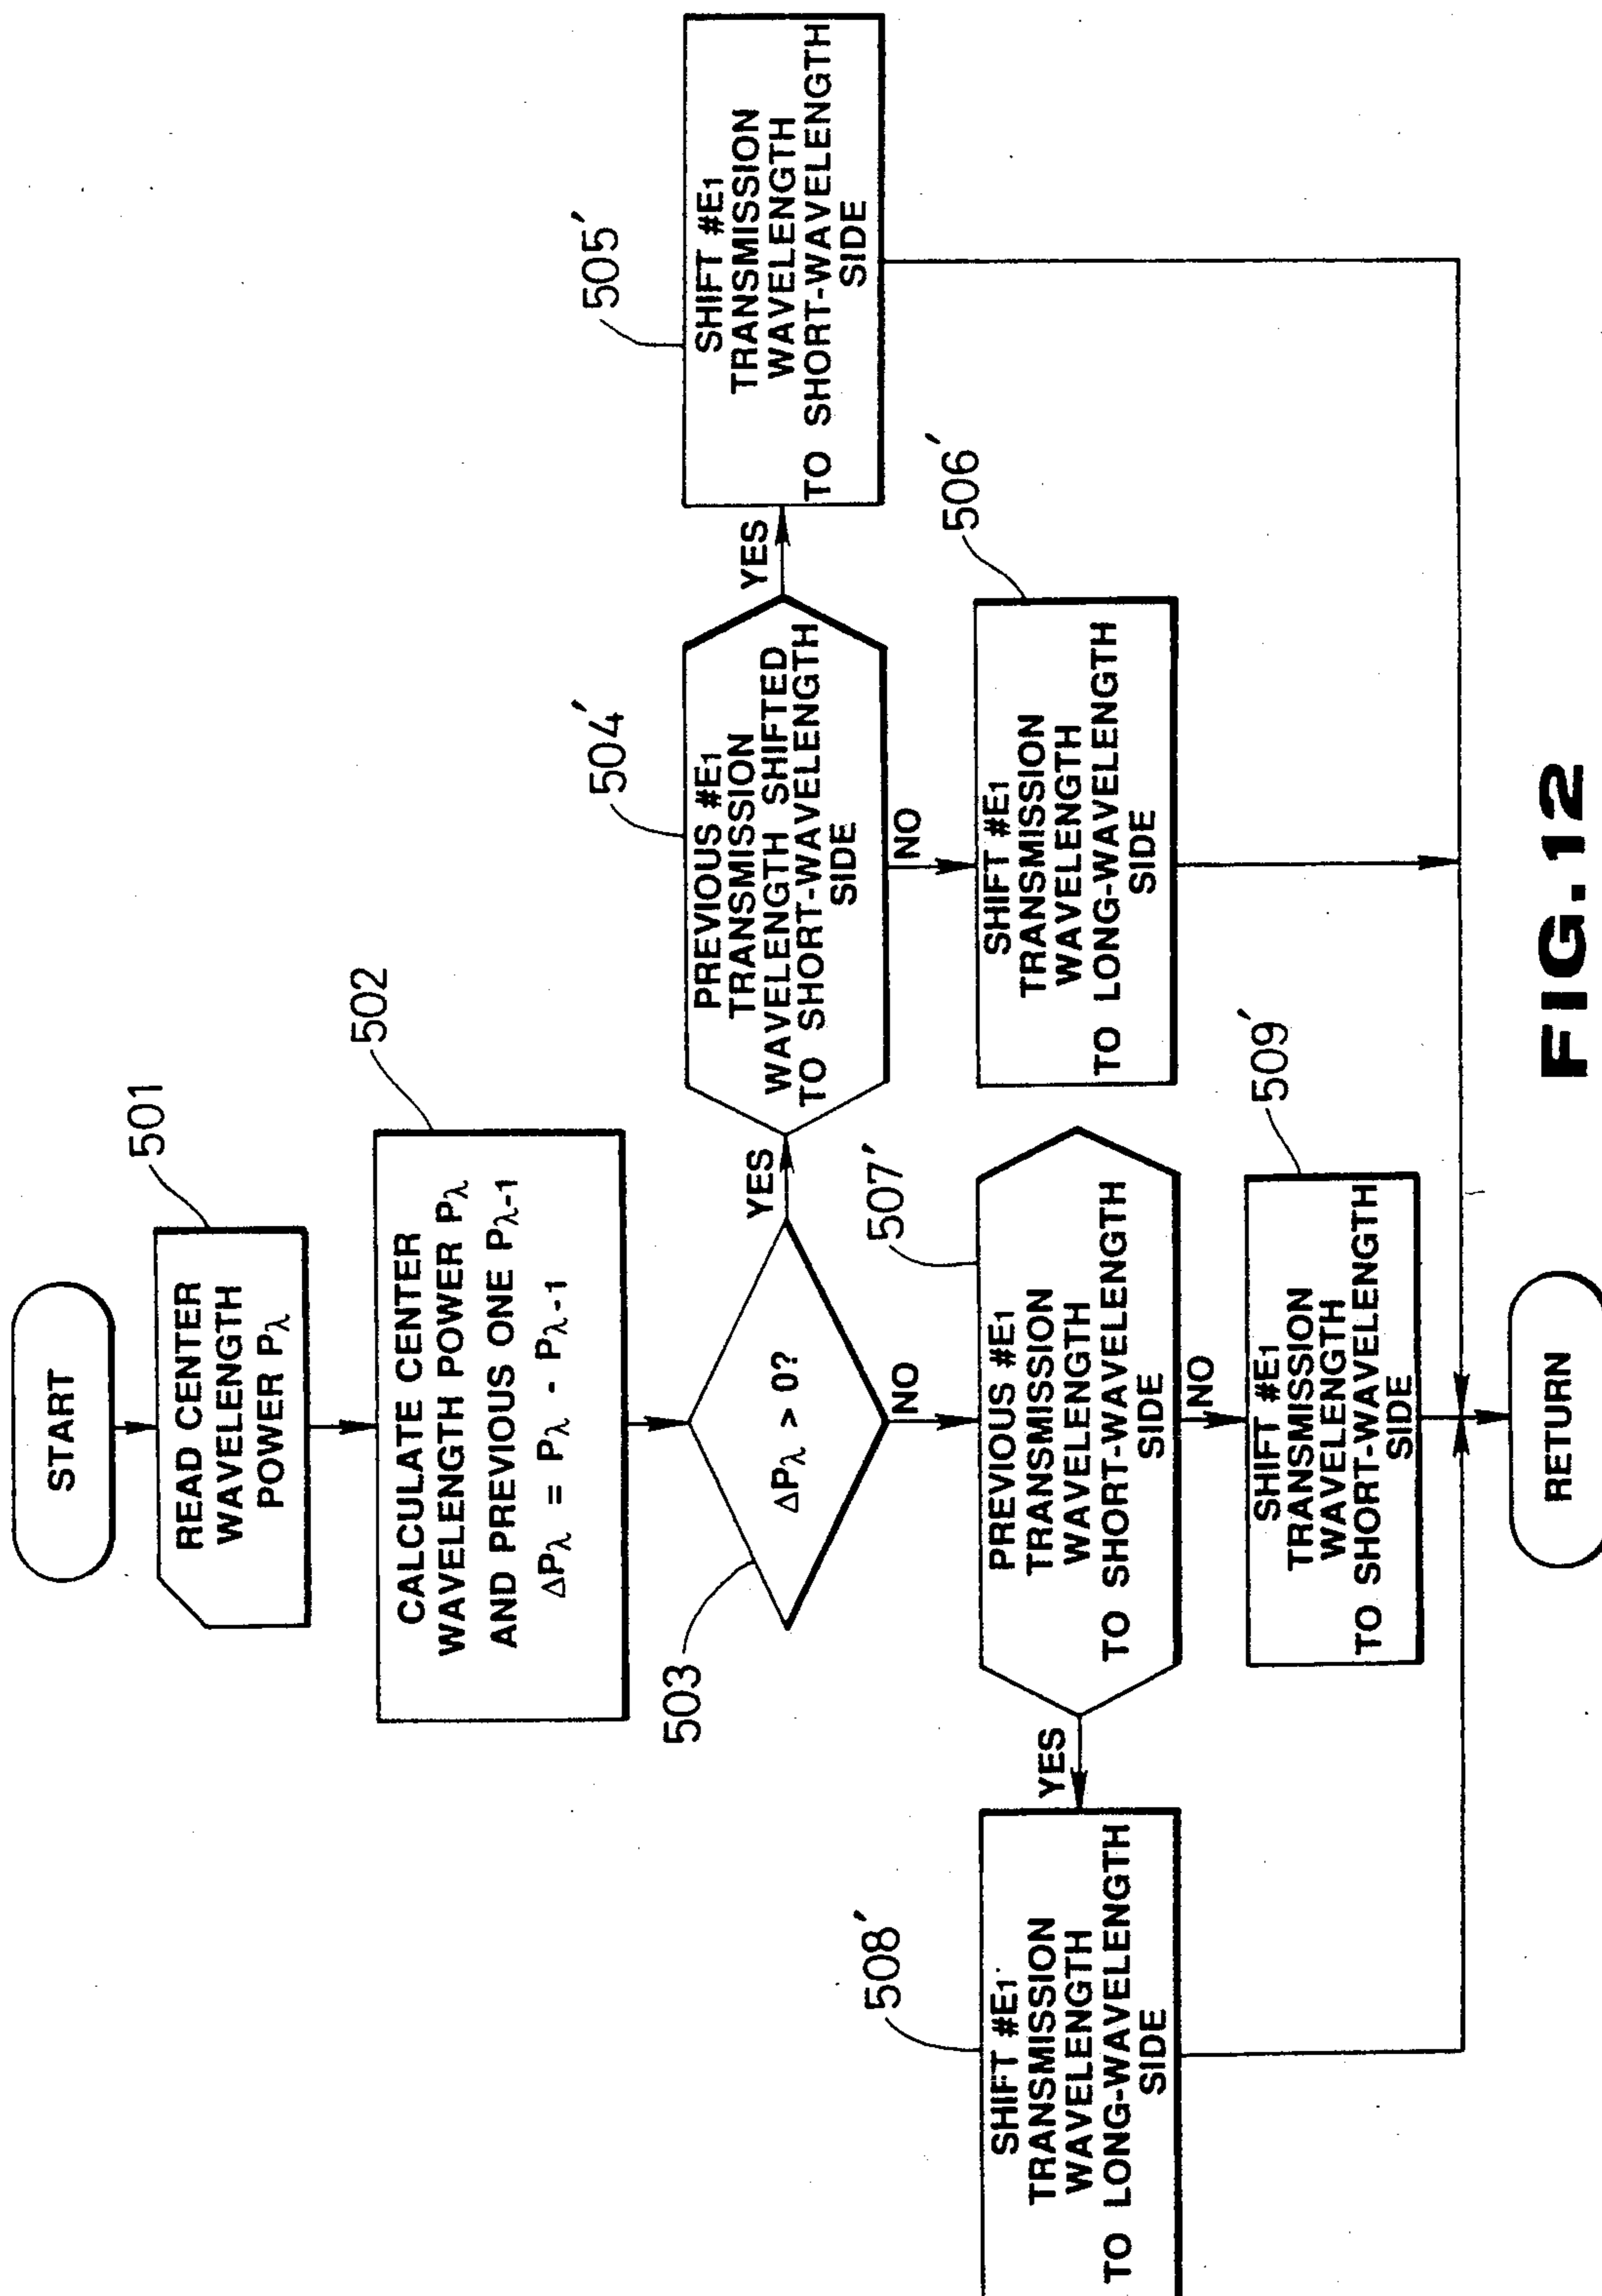 START
501
READ CENTER
WAVELENGTH
POWER Pλ
502
CALCULATE CENTER
WAVELENGTH POWER Pλ
AND PREVIOUS ONE Pλ-1
ΔPλ = Pλ - Pλ-1
503
ΔPλ > 0?
YES
NO
504′
PREVIOUS #E1
TRANSMISSION
WAVELENGTH SHIFTED
TO SHORT-WAVELENGTH
SIDE
YES
NO
505′
SHIFT #E1
TRANSMISSION
WAVELENGTH
TO SHORT-WAVELENGTH
SIDE
506′
SHIFT #E1
TRANSMISSION
WAVELENGTH
TO LONG-WAVELENGTH
SIDE
507′
PREVIOUS #E1
TRANSMISSION
WAVELENGTH
TO SHORT-WAVELENGTH
SIDE
YES
NO
508′
SHIFT #E1
TRANSMISSION
WAVELENGTH
TO LONG-WAVELENGTH
SIDE
509′
SHIFT #E1
TRANSMISSION
WAVELENGTH
TO SHORT-WAVELENGTH
SIDE
RETURN
FIG.12